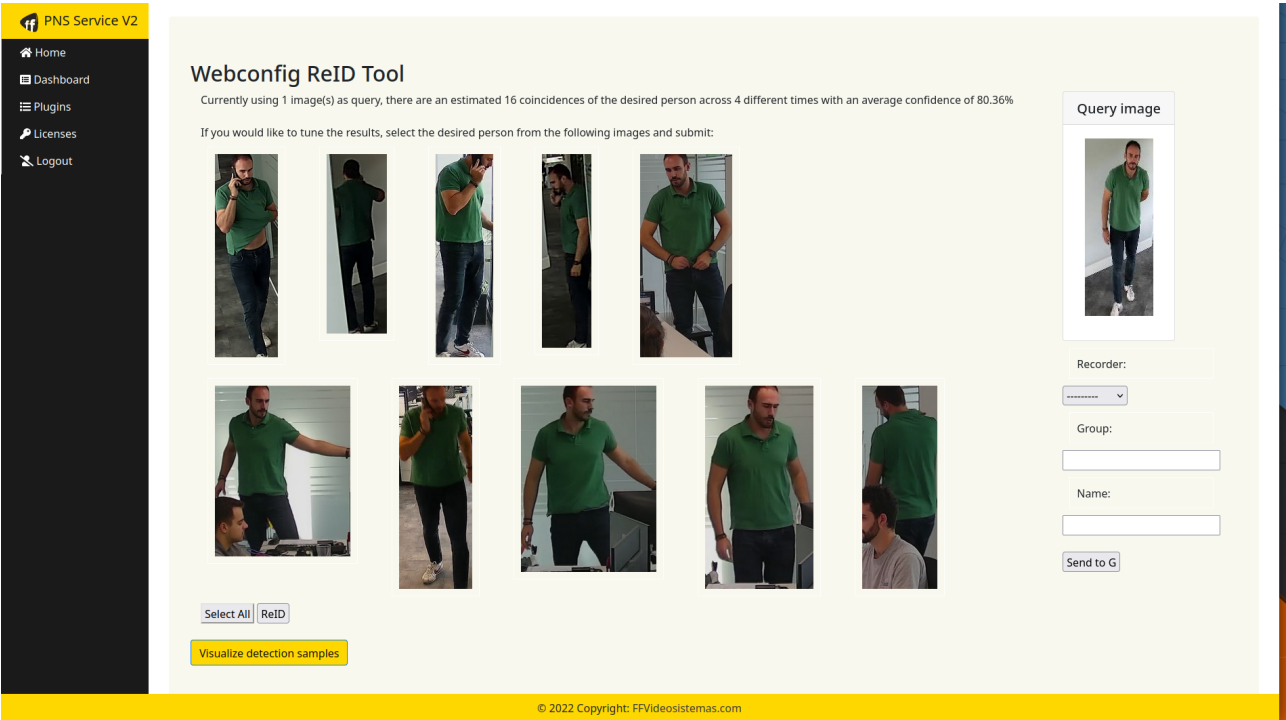 PNS Service V2
Home
Dashboard
Plugins
Licenses
Logout
Webconfig ReID Tool
Currently using 1 image(s) as query, there are an estimated 16 coincidences of the desired person across 4 different times with an average confidence of 80.36%
If you would like to tune the results, select the desired person from the following images and submit:
Select All
ReID
Visualize detection samples
Query image
Recorder:
---------
Group:
Name:
Send to G
© 2022 Copyright: FFVideosistemas.com